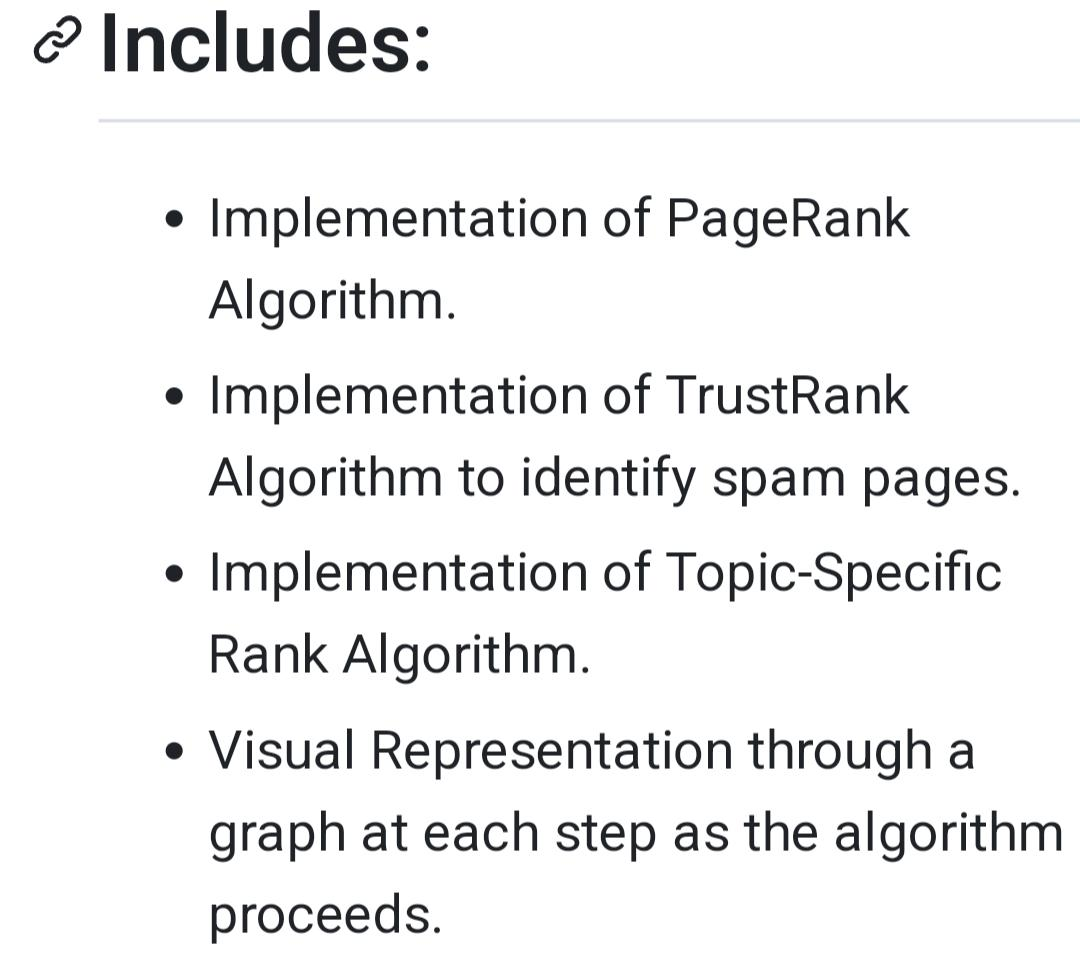 Includes:
Implementation of PageRank
Algorithm.
Implementation of TrustRank
Algorithm to identify spam pages.
Implementation of Topic-Specific
Rank Algorithm.
Visual Representation through a
graph at each step as the algorithm
proceeds.